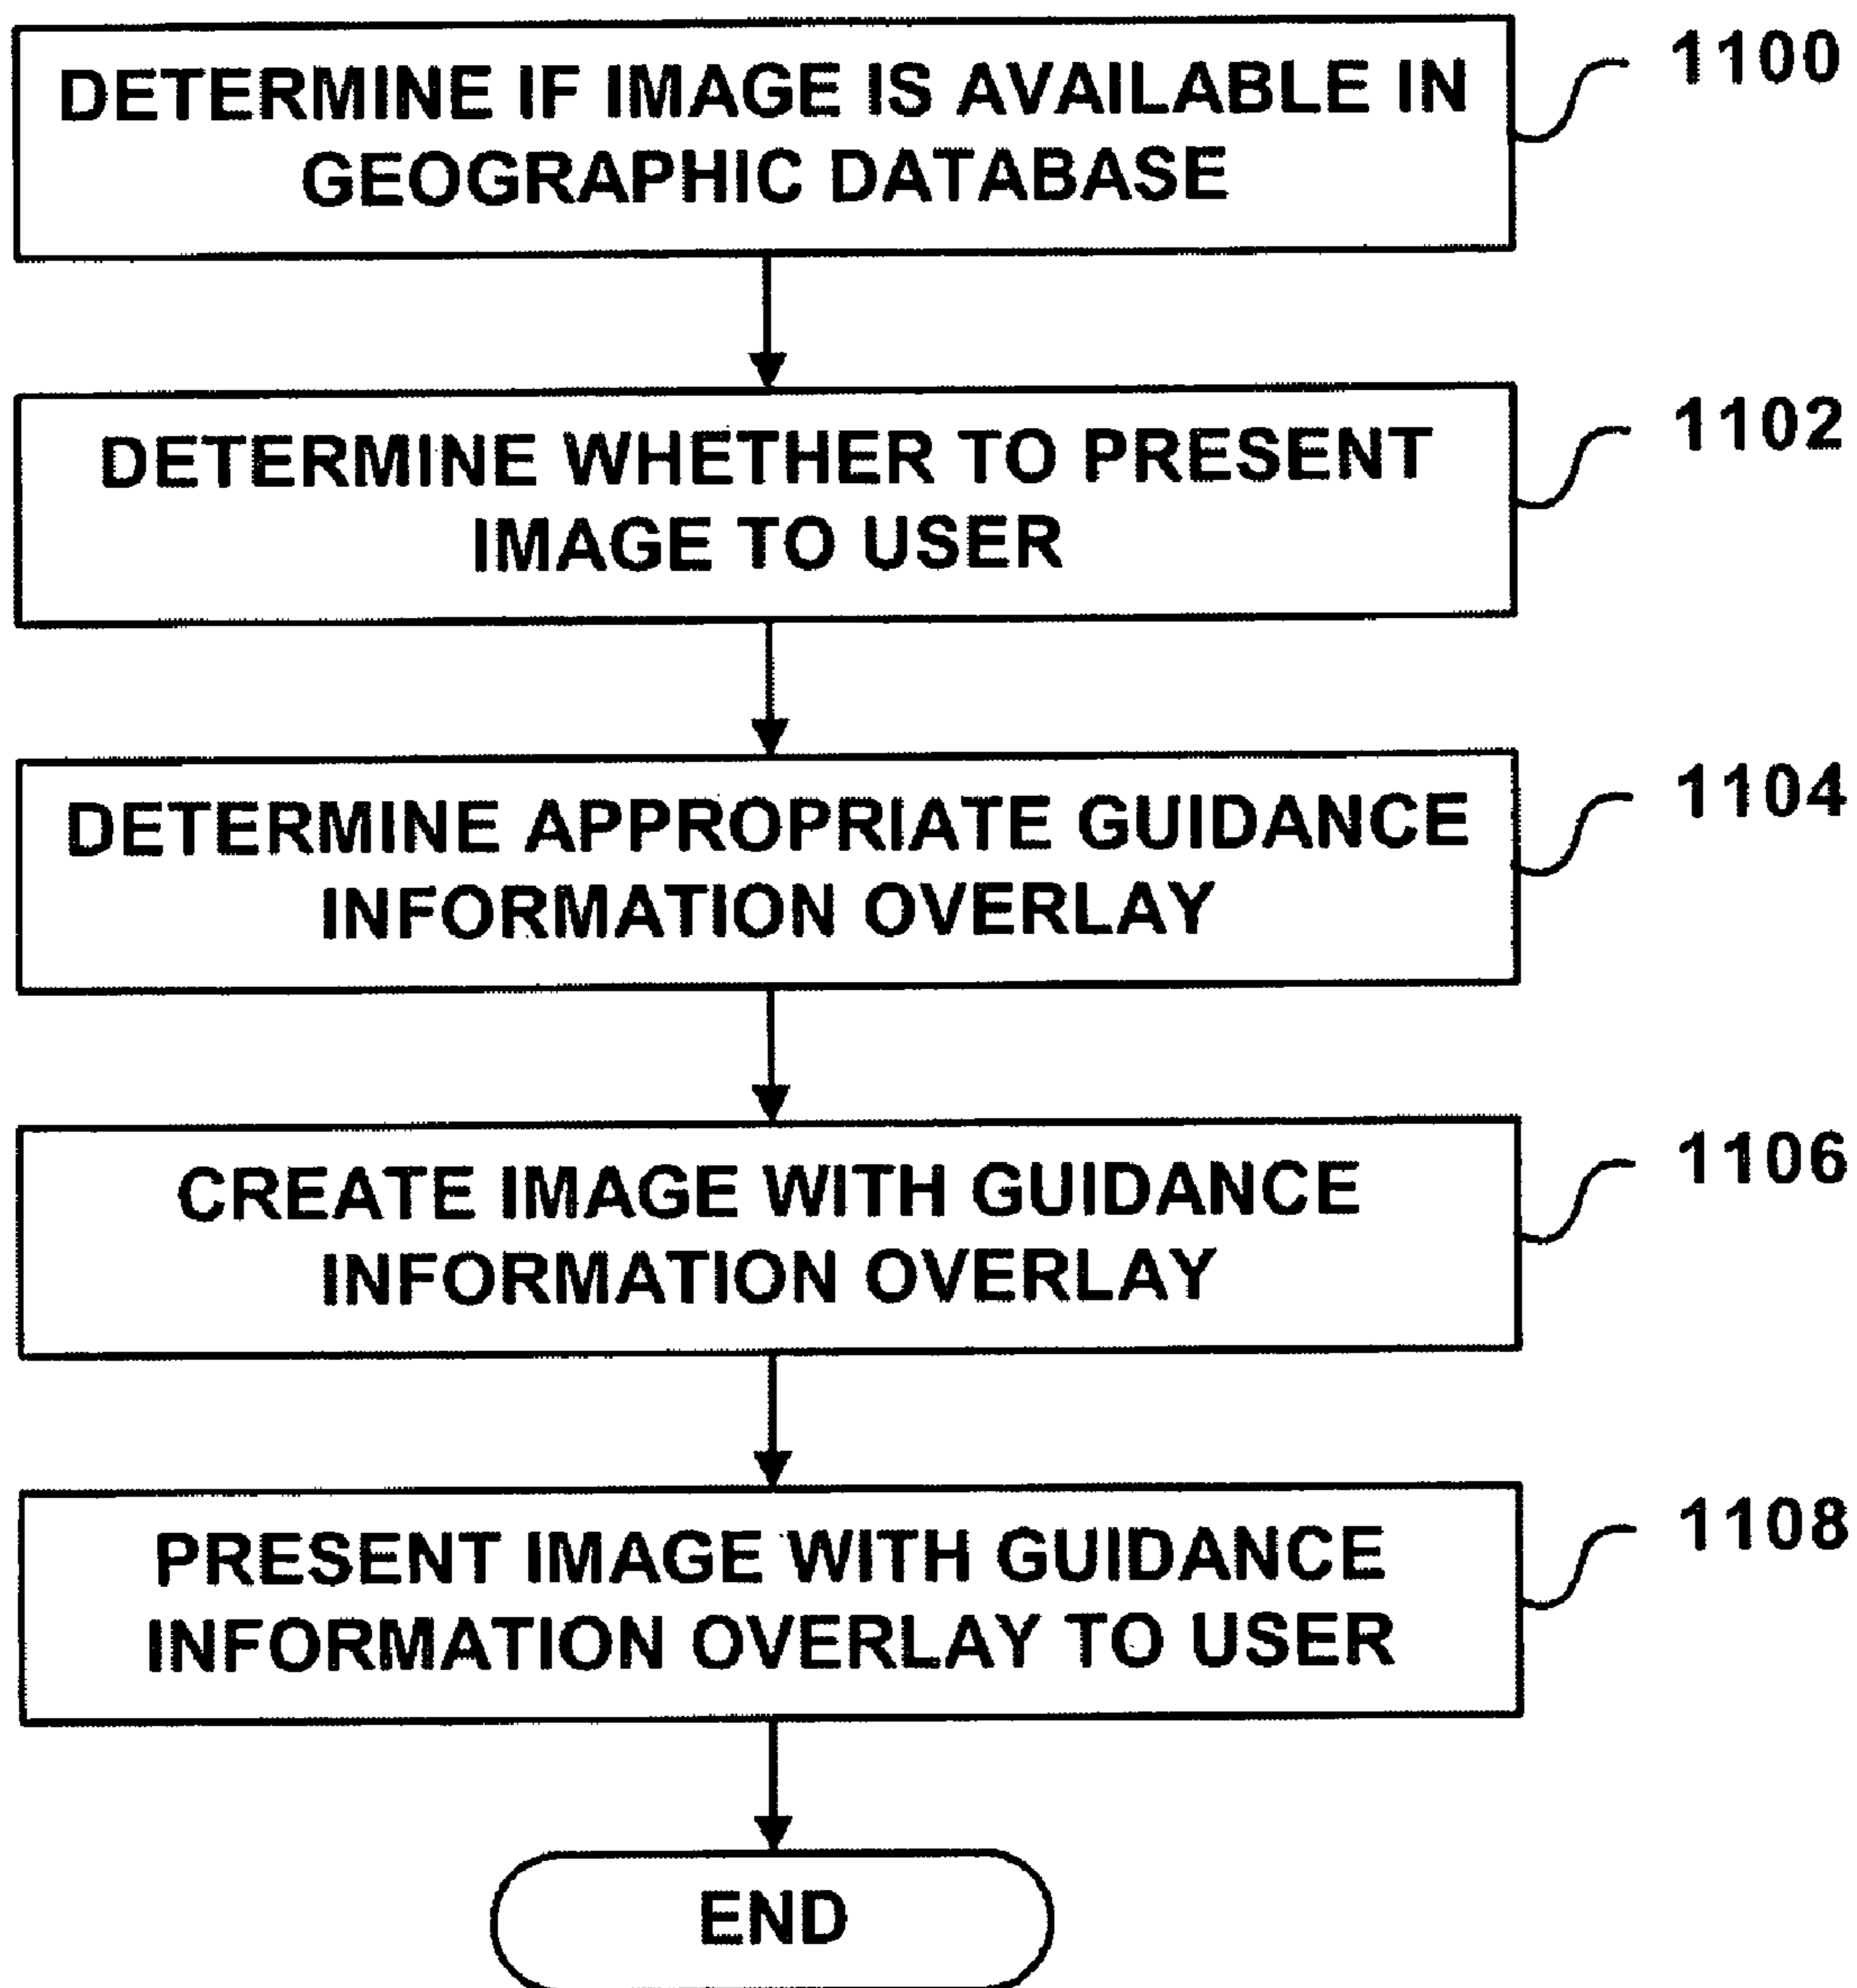 DETERMINE IF IMAGE IS AVAILABLE IN
GEOGRAPHIC DATABASE
1100
DETERMINE WHETHER TO PRESENT
IMAGE TO USER
1102
DETERMINE APPROPRIATE GUIDANCE
INFORMATION OVERLAY
1104
CREATE IMAGE WITH GUIDANCE
INFORMATION OVERLAY
1106
PRESENT IMAGE WITH GUIDANCE
INFORMATION OVERLAY TO USER
1108
END